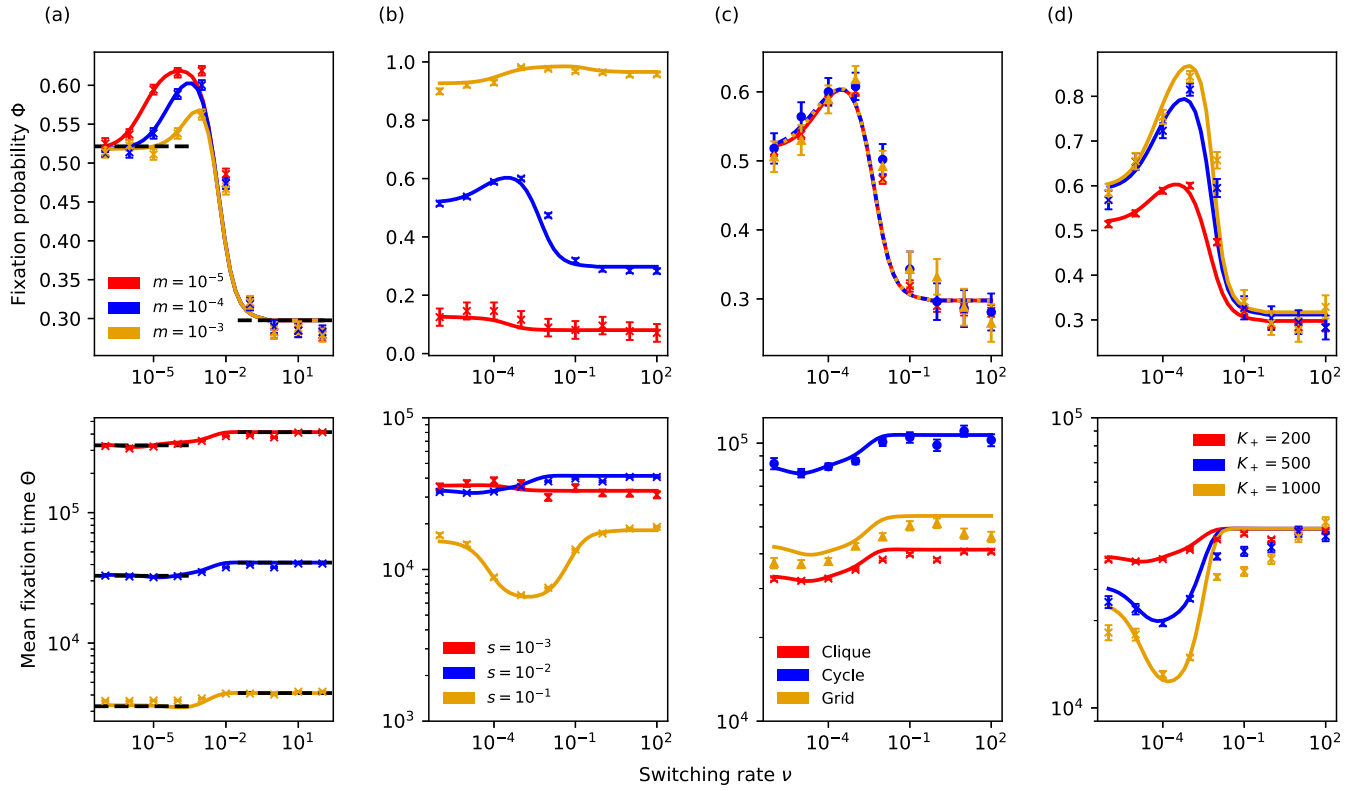 (a)
(b)
(c)
(d)
Fixation probability Φ
0.60
0.55
0.50
0.45
0.40
0.35
0.30
m = 10⁻⁵
m = 10⁻⁴
m = 10⁻³
10⁻⁵
10⁻²
10¹
1.0
0.8
0.6
0.4
0.2
0.0
10⁻⁴
10⁻¹
10²
0.6
0.5
0.4
0.3
10⁻⁴
10⁻¹
10²
0.8
0.7
0.6
0.5
0.4
0.3
10⁻⁴
10⁻¹
10²
Mean fixation time Θ
10⁵
10⁴
10⁻⁵
10⁻²
10¹
10⁵
10⁴
10³
s = 10⁻³
s = 10⁻²
s = 10⁻¹
10⁻⁴
10⁻¹
10²
10⁵
10⁴
Clique
Cycle
Grid
10⁻⁴
10⁻¹
10²
10⁵
10⁴
K₊ = 200
K₊ = 500
K₊ = 1000
10⁻⁴
10⁻¹
10²
Switching rate ν